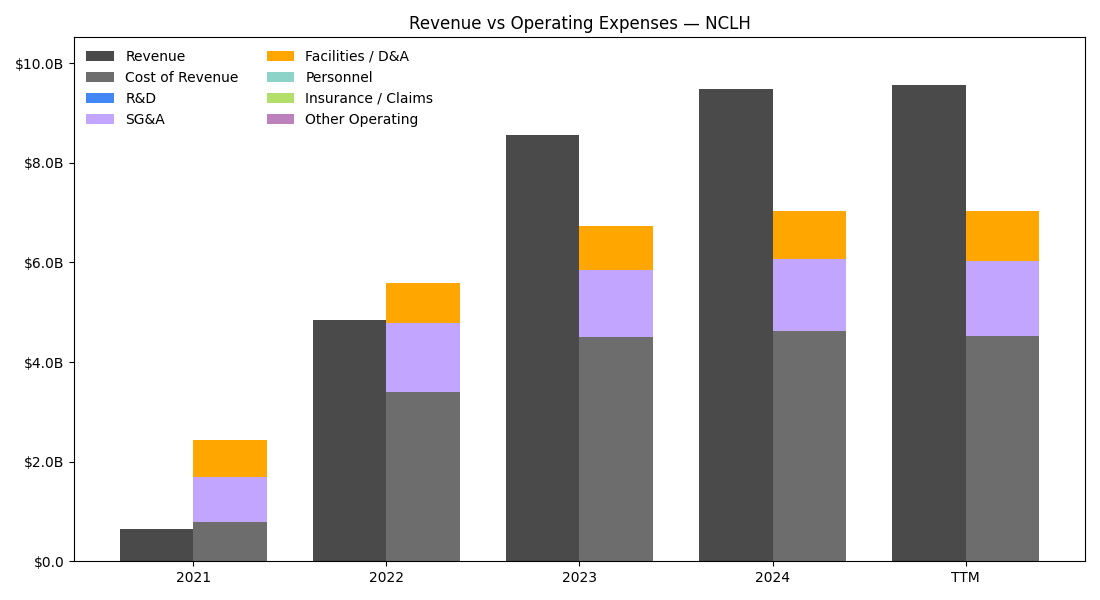 Revenue vs Operating Expenses — NCLH
Revenue
Cost of Revenue
R&D
SG&A
Facilities / D&A
Personnel
Insurance / Claims
Other Operating
$10.0B
$8.0B
$6.0B
$4.0B
$2.0B
$0.0
2021 2022 2023 2024 TTM